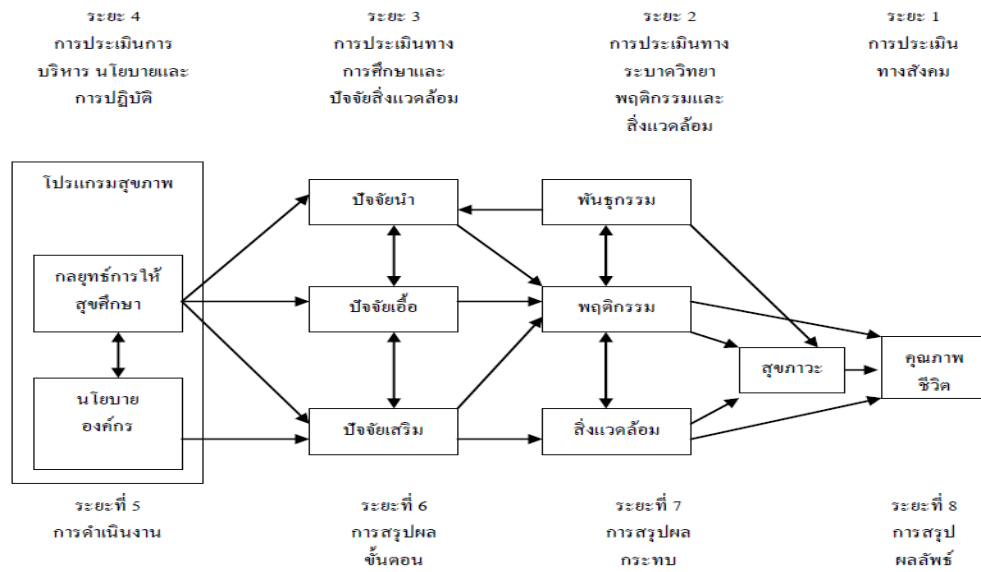 ระยะ 4
การประเมินการ
บริหาร นโยบายและ
การปฏิบัติ
ระยะ 3
การประเมินทาง
การศึกษาและ
ปัจจัยสิ่งแวดล้อม
ระยะ 2
การประเมินทาง
ระบาดวิทยา
พฤติกรรมและ
สิ่งแวดล้อม
ระยะ 1
การประเมิน
ทางสังคม
โปรแกรมสุขภาพ
กลยุทธ์การให้
สุขศึกษา
นโยบาย
องค์กร
ปัจจัยนำ
ปัจจัยเอื้อ
ปัจจัยเสริม
พันธุกรรม
พฤติกรรม
สิ่งแวดล้อม
สุขภาวะ
คุณภาพ
ชีวิต
ระยะที่ 5
การดำเนินงาน
ระยะที่ 6
การสรุปผล
ขั้นตอน
ระยะที่ 7
การสรุปผล
กระทบ
ระยะที่ 8
การสรุป
ผลลัพธ์